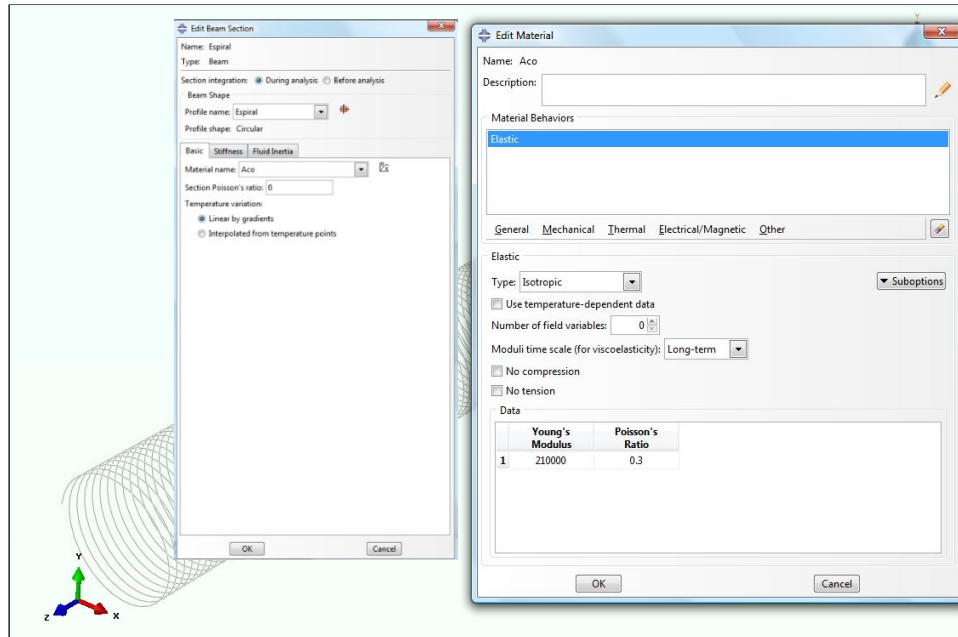 Edit Beam Section
Name: Espiral
Type: Beam
Section integration: During analysis Before analysis
Beam Shape
Profile name: Espiral
Profile shape: Circular
Basic Stiffness Fluid Inertia
Material name: Aco
Section Poisson's ratio: 0
Temperature variation:
Linear by gradients
Interpolated from temperature points
OK Cancel
Edit Material
Name: Aco
Description:
Material Behaviors
Elastic
General Mechanical Thermal Electrical/Magnetic Other
Elastic
Type: Isotropic
Suboptions
Use temperature-dependent data
Number of field variables: 0
Moduli time scale (for viscoelasticity): Long-term
No compression
No tension
Data
Young's Poisson's
Modulus Ratio
1 210000 0.3
OK Cancel
Y
Z X
Y